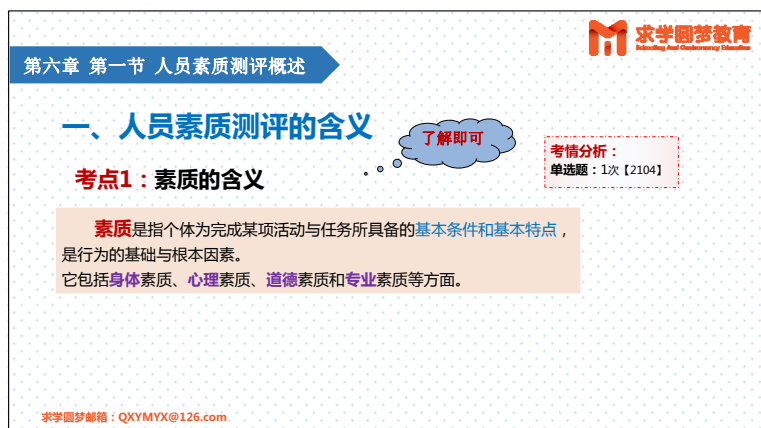 求学圆梦教育
第六章 第一节 人员素质测评概述
一、人员素质测评的含义
了解即可
考情分析：
单选题：1次【2104】
考点1：素质的含义
素质是指个体为完成某项活动与任务所具备的基本条件和基本特点，
是行为的基础与根本因素。
它包括身体素质、心理素质、道德素质和专业素质等方面。
求学圆梦邮箱：QXYMYX@126.com